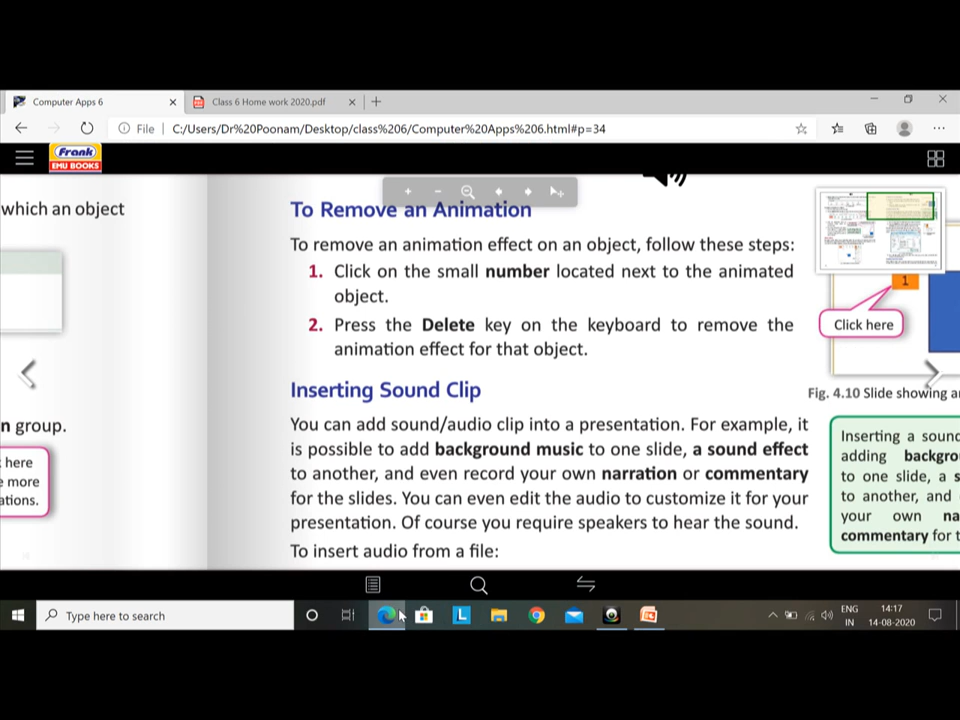 Computer Apps 6
Class 6 Home work 2020.pdf
File
C:/Users/Dr%20Poonam/Desktop/class%206/Computer%20Apps%206.html#p=34
Frank
EMU BOOKS
which an object
n group.
here
more
ations.
To Remove an Animation
To remove an animation effect on an object, follow these steps:
1. Click on the small number located next to the animated
object.
2. Press the Delete key on the keyboard to remove the
animation effect for that object.
Inserting Sound Clip
You can add sound/audio clip into a presentation. For example, it
is possible to add background music to one slide, a sound effect
to another, and even record your own narration or commentary
for the slides. You can even edit the audio to customize it for your
presentation. Of course you require speakers to hear the sound.
To insert audio from a file:
1
Click here
Fig. 4.10 Slide showing a
Inserting a sound
adding backgro
to one slide, a s
to another, and
your own na
commentary for t
Type here to search
ENG
IN
14:17
14-08-2020